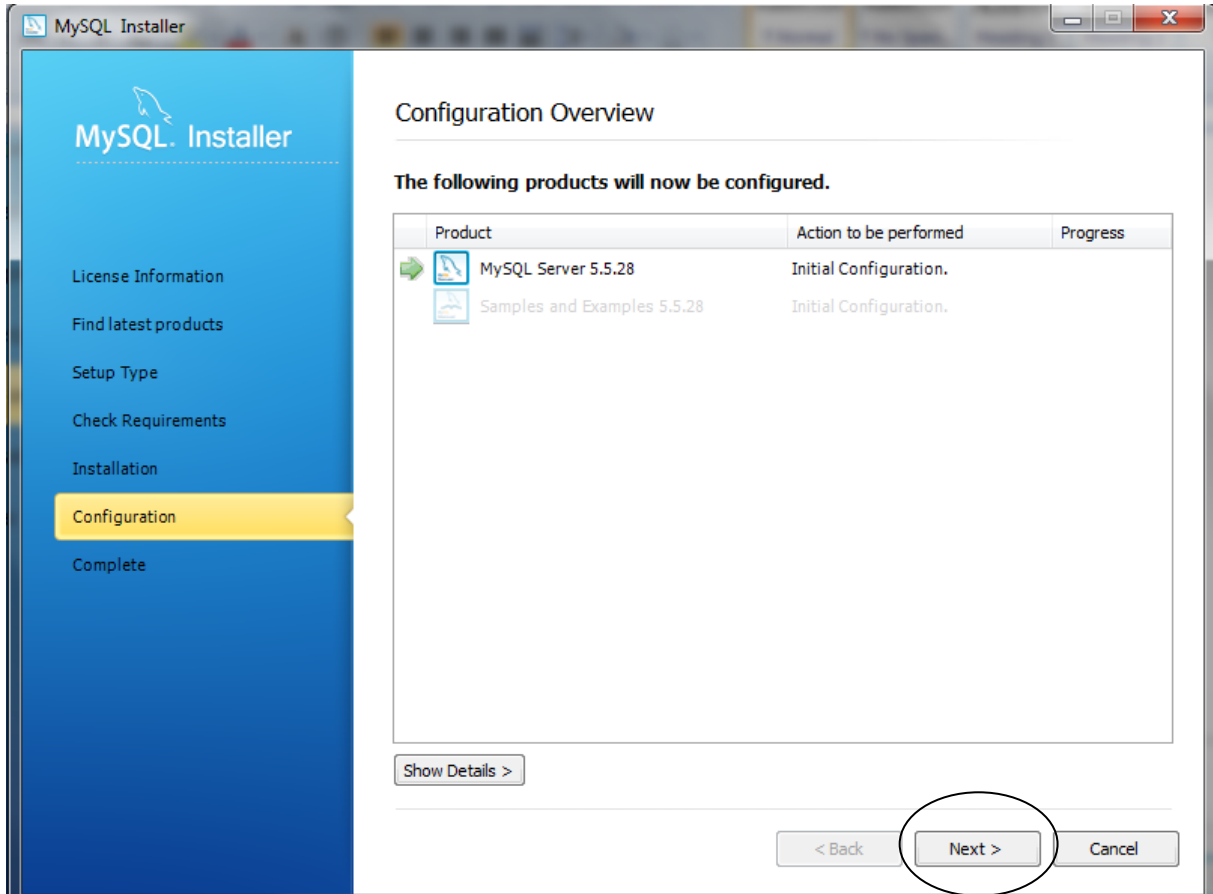 MySQL Installer
MySQL. Installer
License Information
Find latest products
Setup Type
Check Requirements
Installation
Configuration
Complete
Configuration Overview
The following products will now be configured.
Product Action to be performed Progress
MySQL Server 5.5.28 Initial Configuration.
Samples and Examples 5.5.28 Initial Configuration.
Show Details >
< Back Next > Cancel